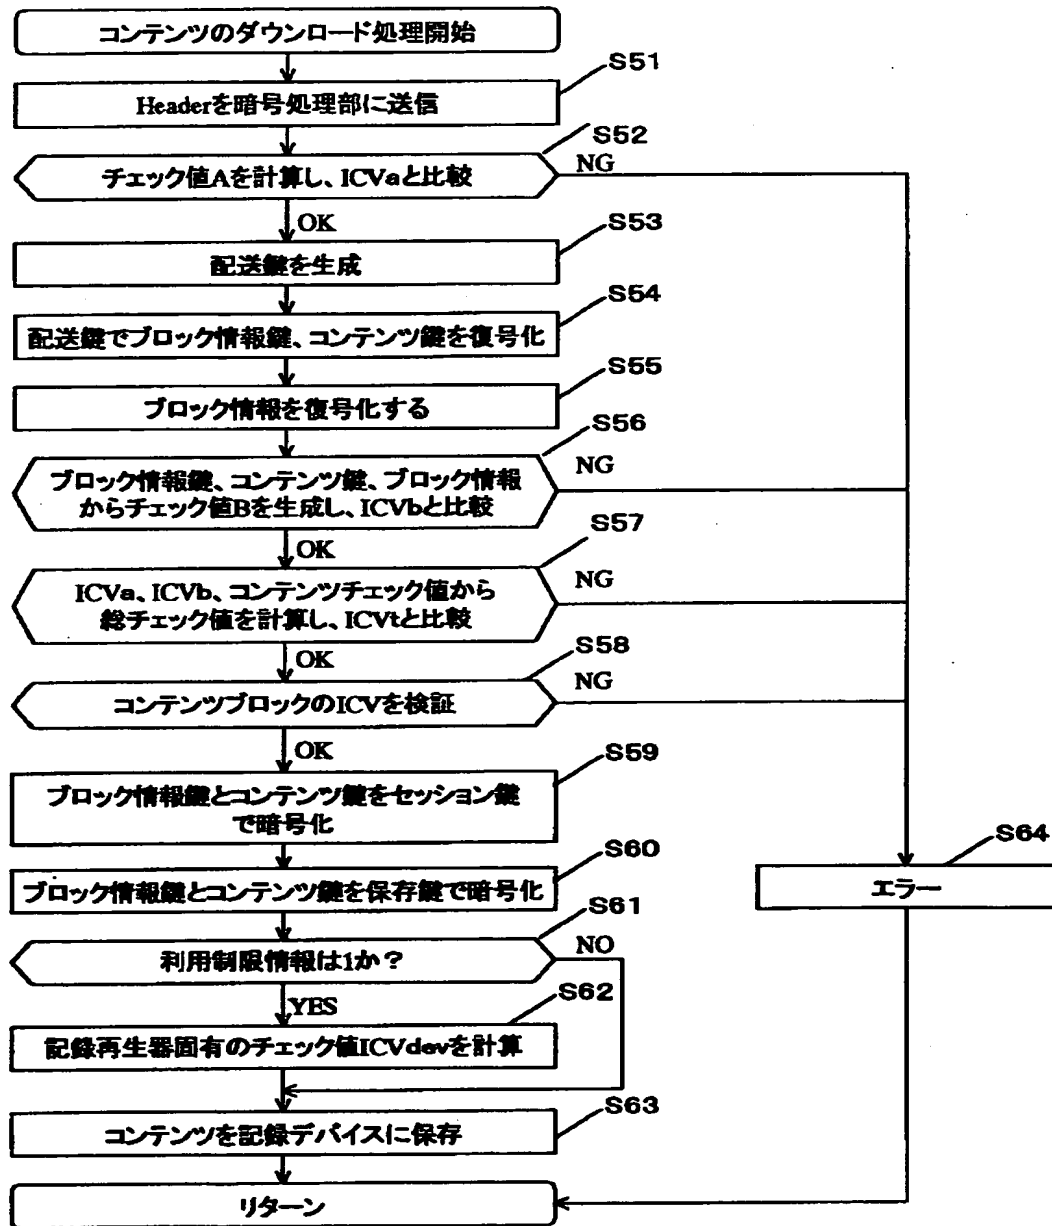 コンテンツのダウンロード処理開始
S51
Headerを暗号処理部に送信
S52
チェック値Aを計算し、ICVaと比較
NG
OK
S53
配送鍵を生成
S54
配送鍵でブロック情報鍵、コンテンツ鍵を復号化
S55
ブロック情報を復号化する
S56
ブロック情報鍵、コンテンツ鍵、ブロック情報
からチェック値Bを生成し、ICVbと比較
NG
OK
S57
ICVa、ICVb、コンテンツチェック値から
総チェック値を計算し、ICVtと比較
NG
OK
S58
コンテンツブロックのICVを検証
NG
OK
S59
ブロック情報鍵とコンテンツ鍵をセッション鍵
で暗号化
S60
ブロック情報鍵とコンテンツ鍵を保存鍵で暗号化
S64
エラー
S61
利用制限情報は1か？
NO
YES
S62
記録再生器固有のチェック値ICVdevを計算
S63
コンテンツを記録デバイスに保存
リターン